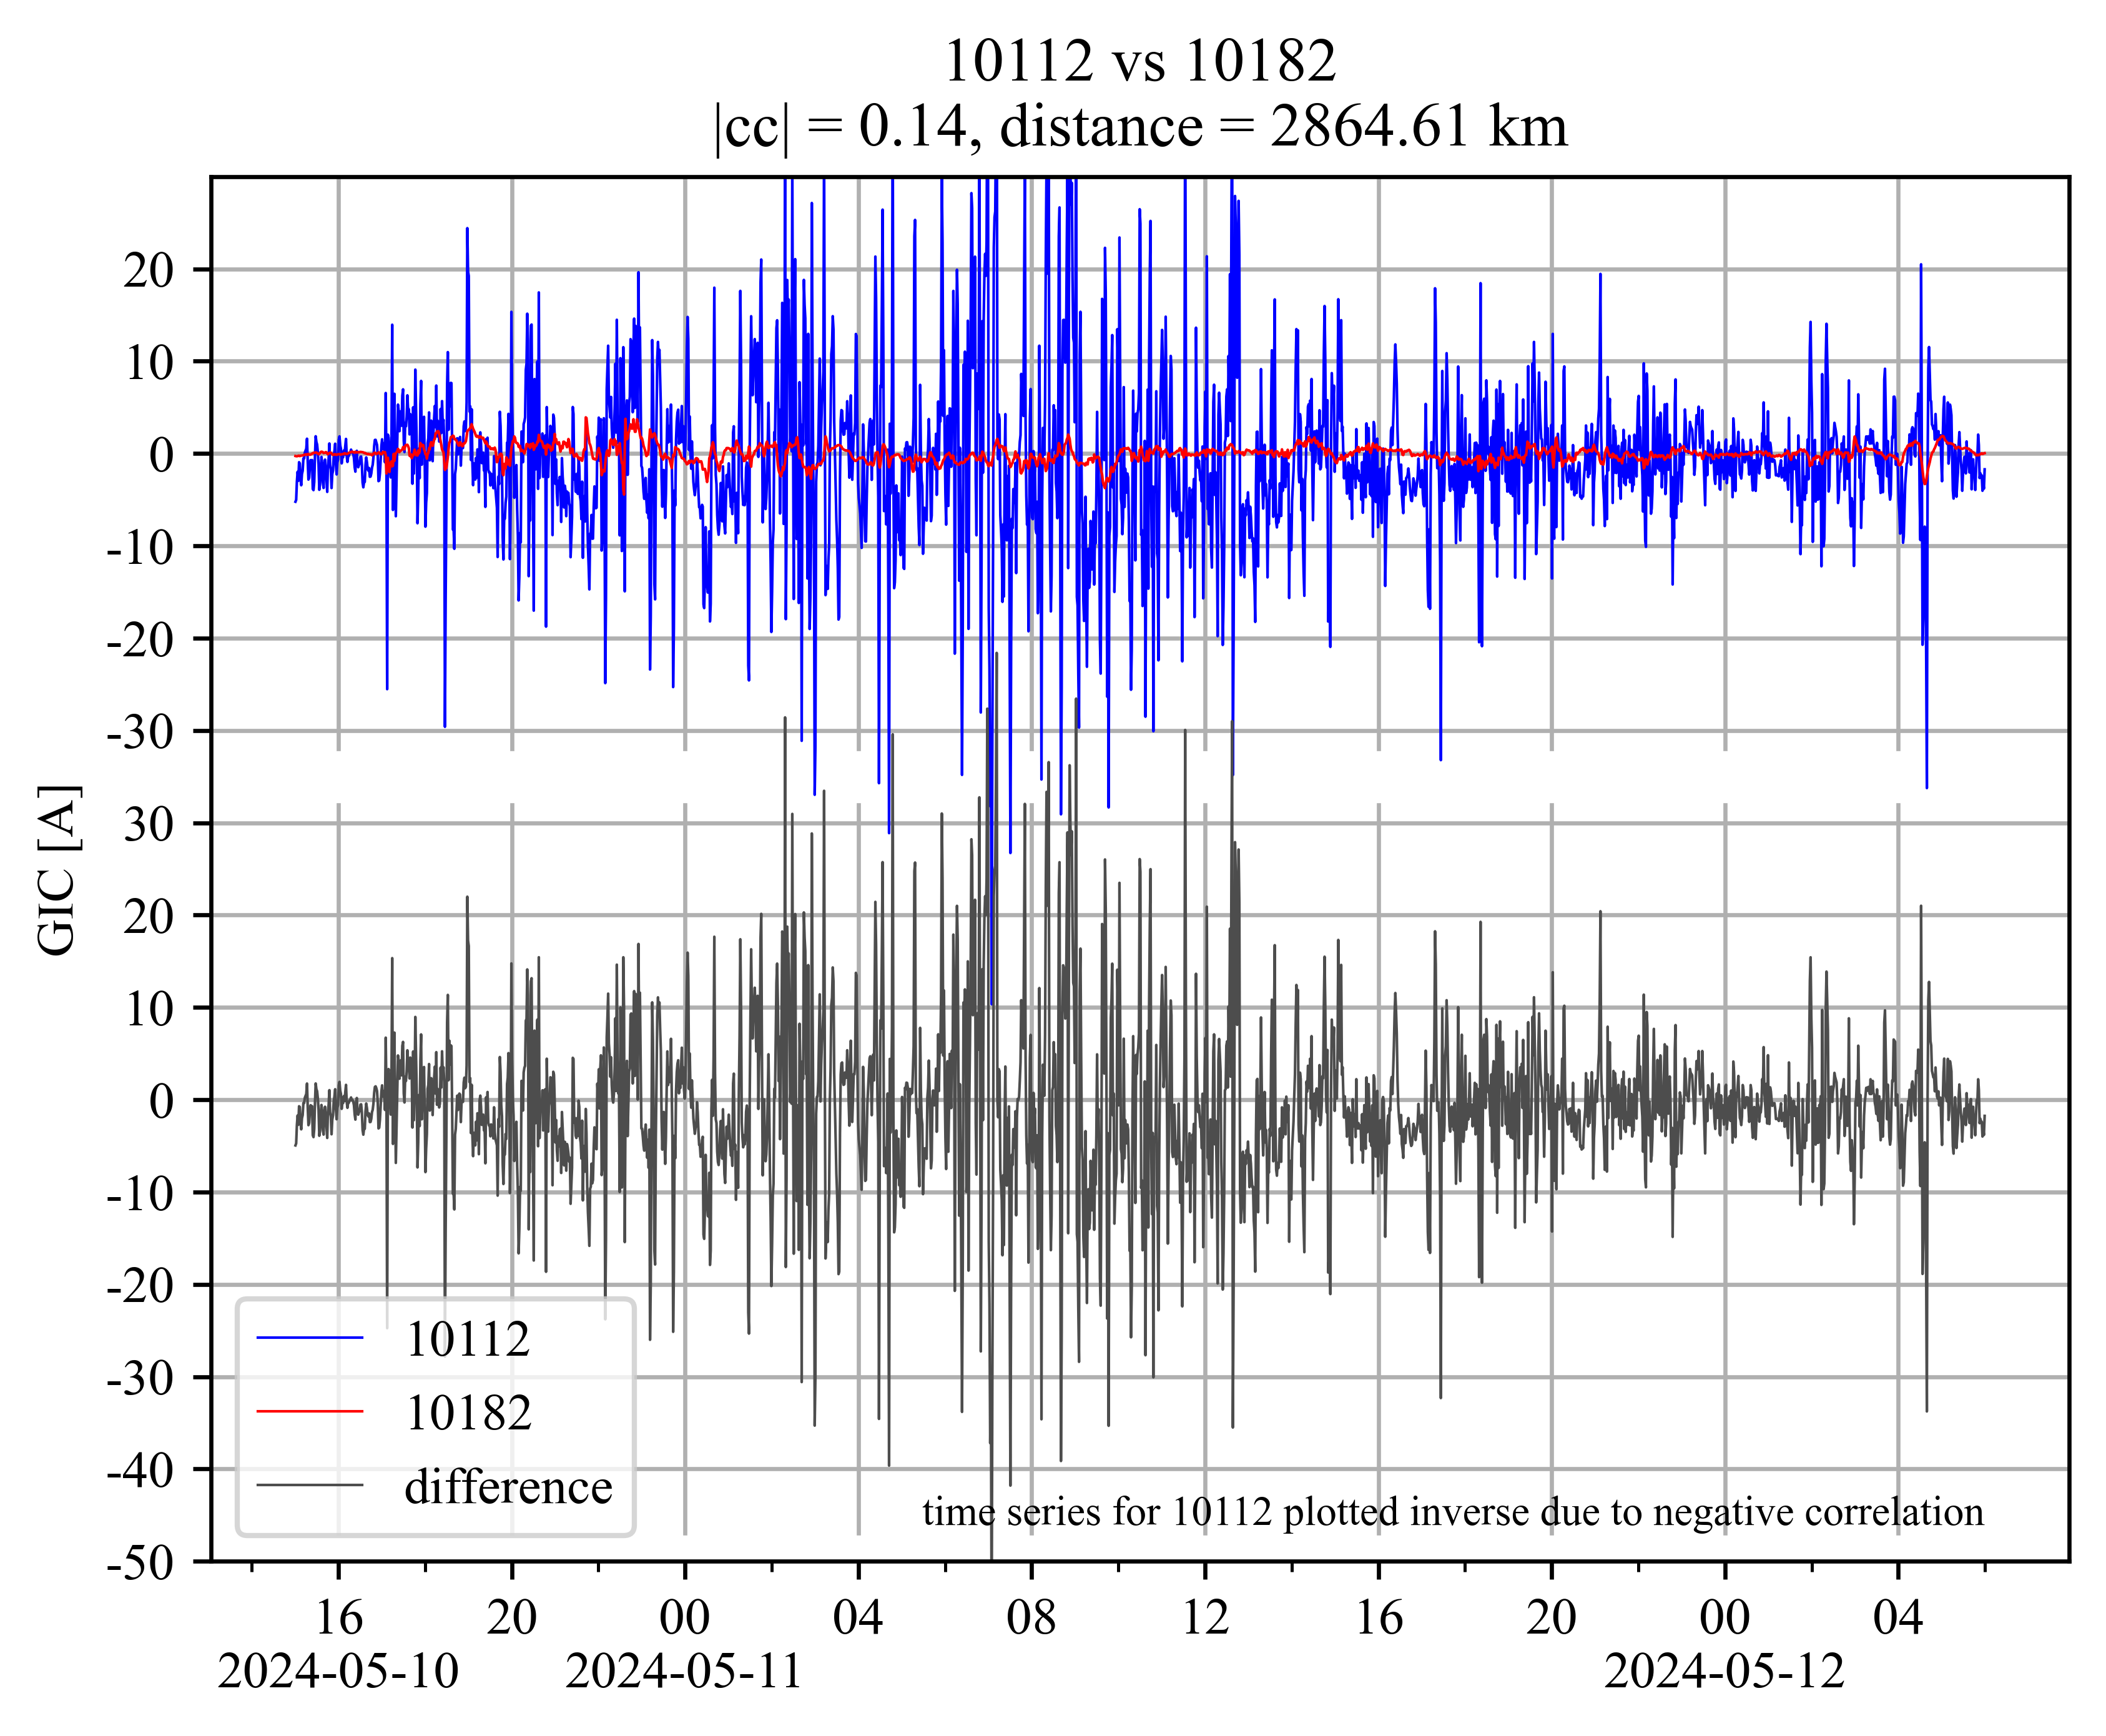 10112 vs 10182
|cc| = 0.14, distance = 2864.61 km
GIC [A]
20
10
0
-10
-20
-30
30
20
10
0
-10
-20
-30
-40
-50
10112
10182
difference
time series for 10112 plotted inverse due to negative correlation
16 20 00 04 08 12 16 20 00 04
2024-05-10 2024-05-11 2024-05-12